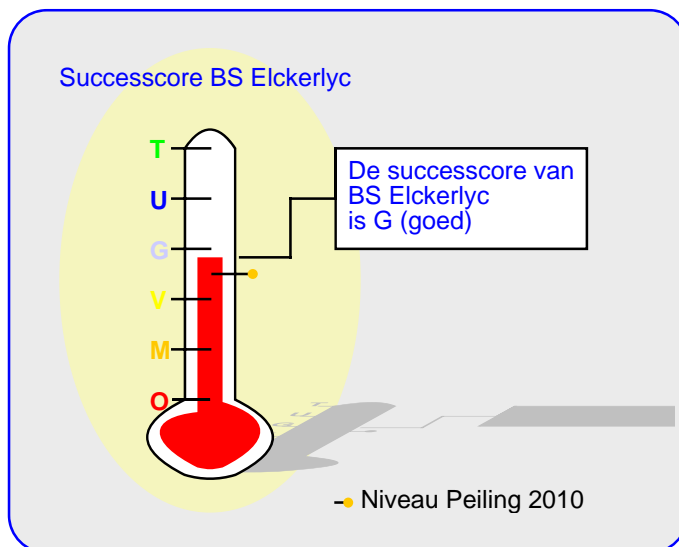 Successcore BS Elckerlyc
T
De successcore van
BS Elckerlyc
is G (goed)
U
G
V
M
O
Niveau Peiling 2010